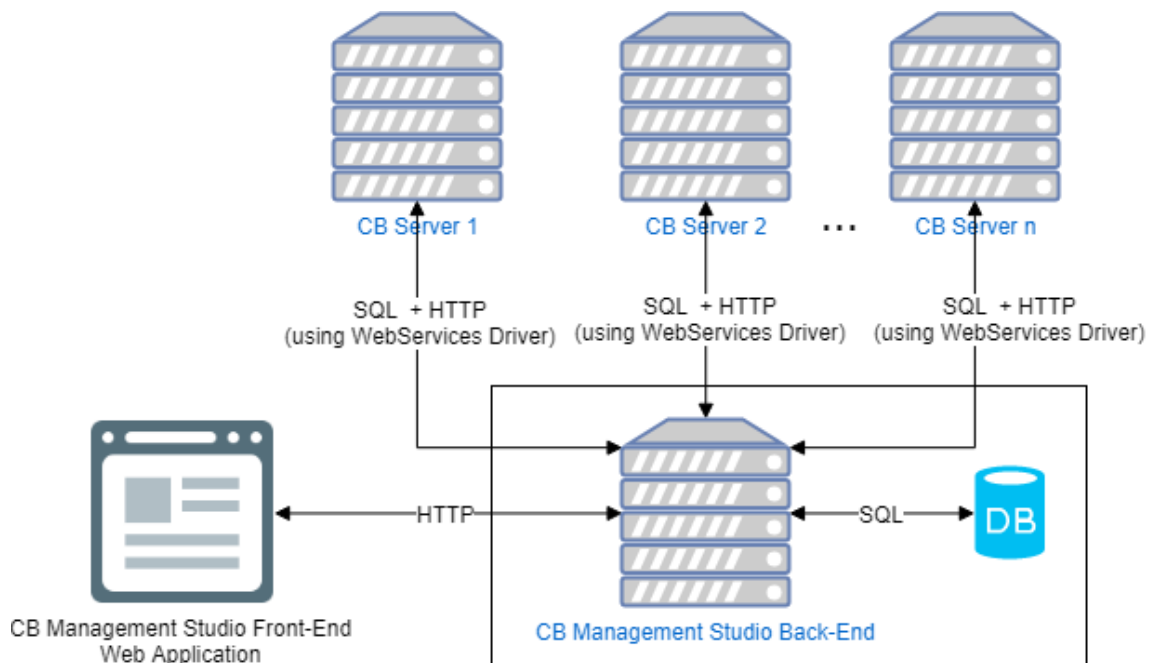 CB Server 1
CB Server 2
...
CB Server n
SQL + HTTP
(using WebServices Driver)
SQL + HTTP
(using WebServices Driver)
SQL + HTTP
(using WebServices Driver)
HTTP
SQL
DB
CB Management Studio Front-End
Web Application
CB Management Studio Back-End